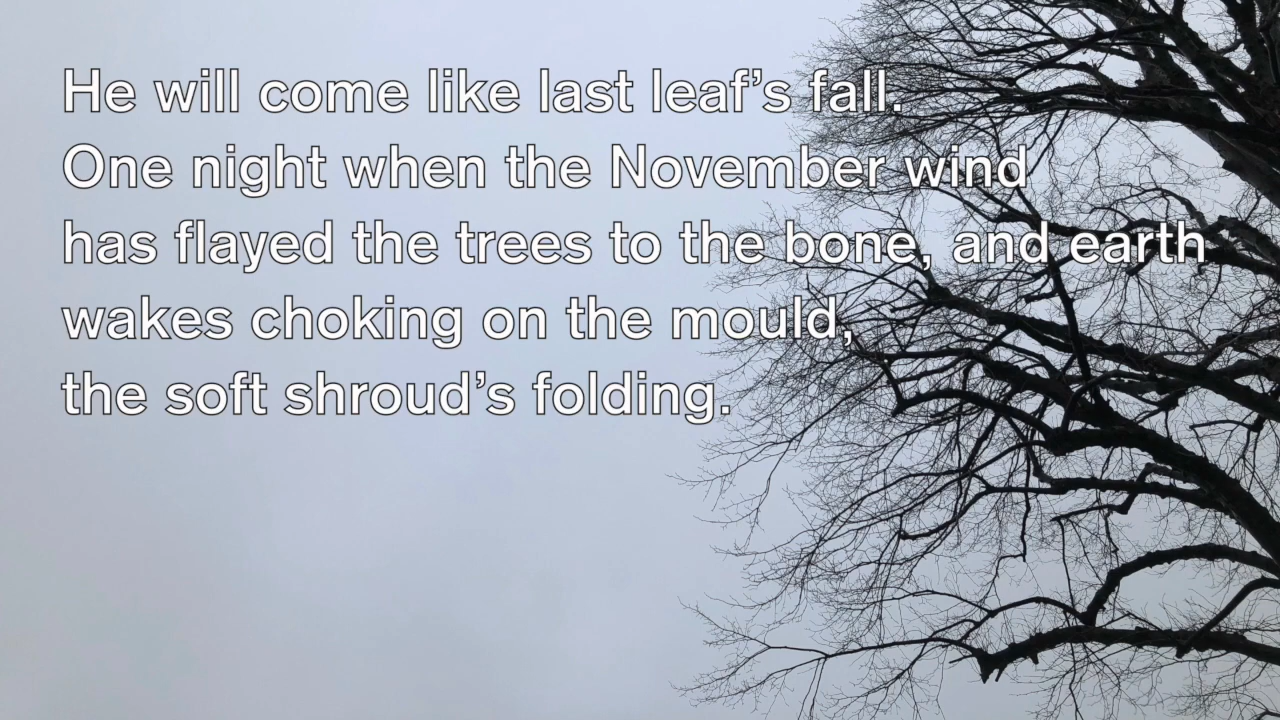 He will come like last leaf’s fall.
One night when the November wind
has flayed the trees to the bone, and earth
wakes choking on the mould,
the soft shroud’s folding.